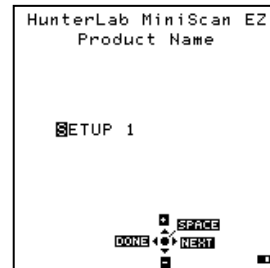 HunterLab MiniScan EZ
Product Name
SETUP 1
+
SPACE
DONE NEXT
-